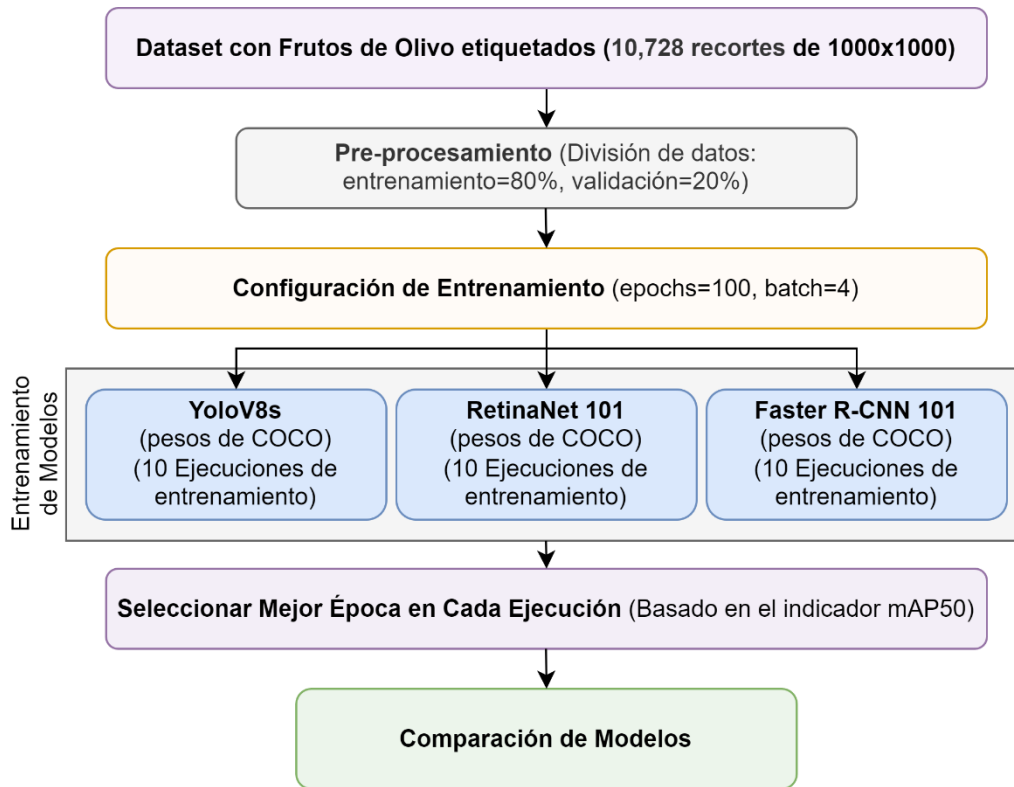 Dataset con Frutos de Olivo etiquetados (10,728 recortes de 1000x1000)
Pre-procesamiento (División de datos:
entrenamiento=80%, validación=20%)
Configuración de Entrenamiento (epochs=100, batch=4)
Entrenamiento
de Modelos
YoloV8s
(pesos de COCO)
(10 Ejecuciones de
entrenamiento)
RetinaNet 101
(pesos de COCO)
(10 Ejecuciones de
entrenamiento)
Faster R-CNN 101
(pesos de COCO)
(10 Ejecuciones de
entrenamiento)
Seleccionar Mejor Época en Cada Ejecución (Basado en el indicador mAP50)
Comparación de Modelos